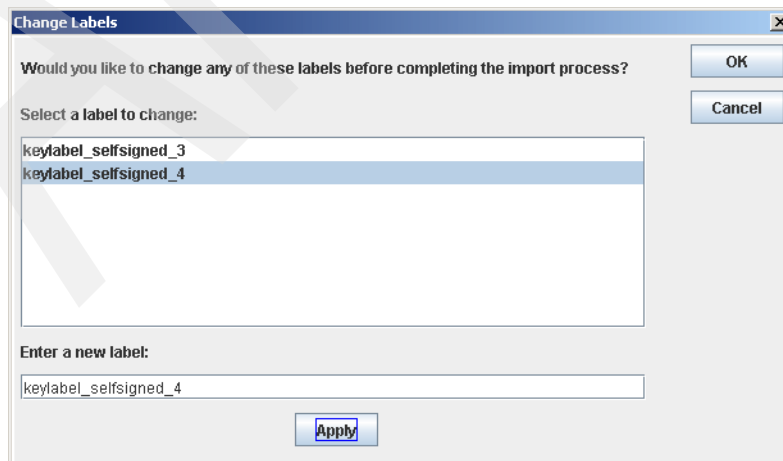 Change Labels
Would you like to change any of these labels before completing the import process?
OK
Cancel
Select a label to change:
keylabel_selfsigned_3
keylabel_selfsigned_4
Enter a new label:
keylabel_selfsigned_4
Apply